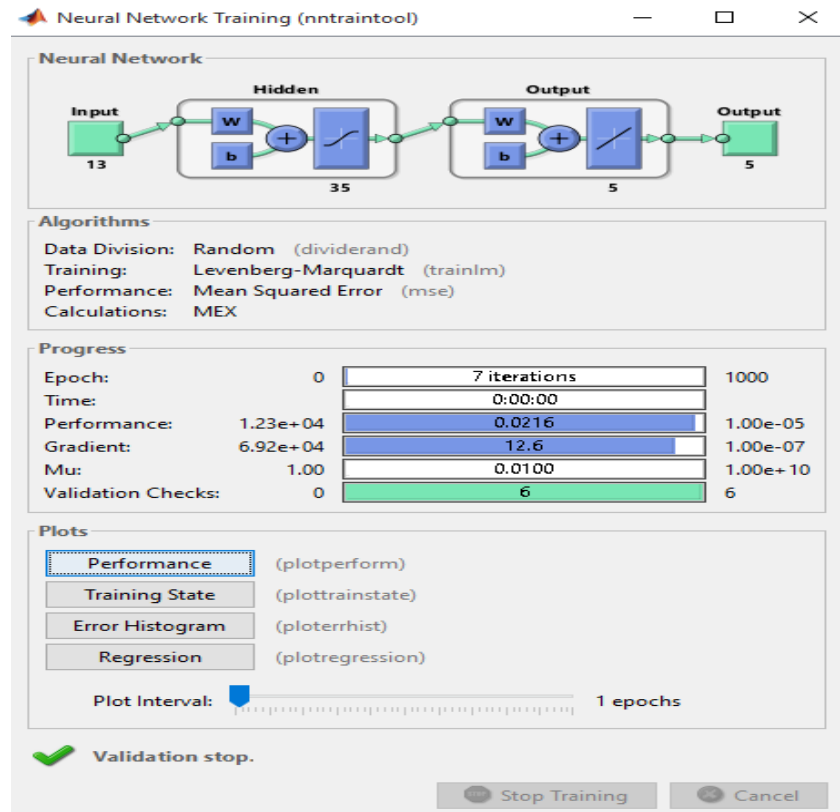 Neural Network Training (nntraintool)
Neural Network
Hidden Output
Input Output
W W
b b
13 5
35 5
Algorithms
Data Division: Random (dividerand)
Training: Levenberg-Marquardt (trainlm)
Performance: Mean Squared Error (mse)
Calculations: MEX
Progress
Epoch: 0 7 iterations 1000
Time: 0:00:00
Performance: 1.23e+04 0.0216 1.00e-05
Gradient: 6.92e+04 12.6 1.00e-07
Mu: 1.00 0.0100 1.00e+10
Validation Checks: 0 6 6
Plots
Performance (plotperform)
Training State (plottrainstate)
Error Histogram (ploterrhist)
Regression (plotregression)
Plot Interval: 1 epochs
Validation stop.
Stop Training Cancel